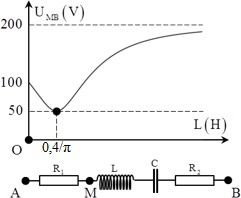 U_MB (V)
200
100
50
L (H)
O
0,4/π
R₁ L C R₂
A M B